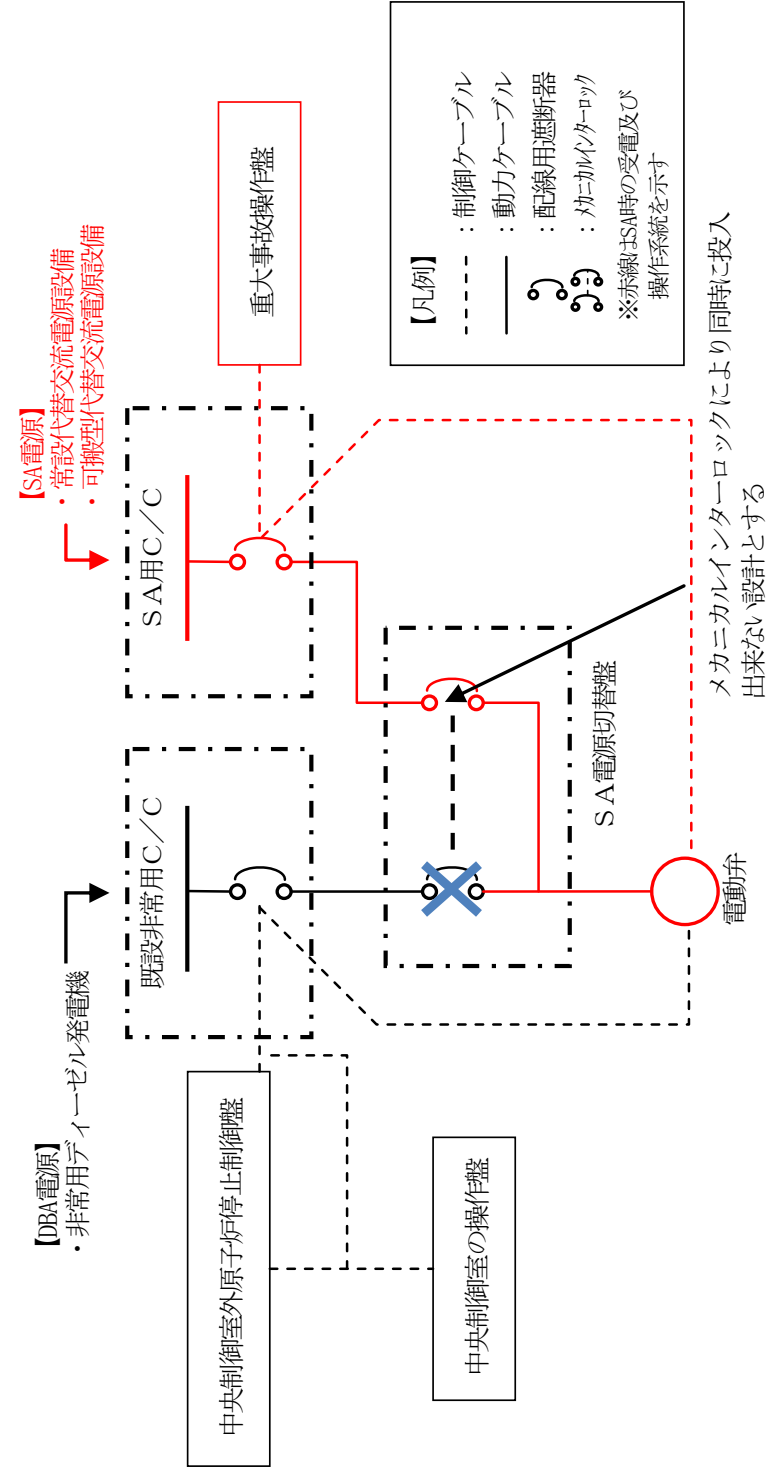 【DBA電源】
・非常用ディーゼル発電機
【SA電源】
・常設代替交流電源設備
・可搬型代替交流電源設備
既設非常用C／C
SA用C／C
中央制御室外原子炉停止制御盤
中央制御室の操作盤
重大事故操作盤
SA電源切替盤
電動弁
メカニカルインターロックにより同時に投入
出来ない設計とする
【凡例】
：制御ケーブル
：動力ケーブル
：配線用遮断器
：ﾒｶﾆｶﾙｲﾝﾀｰﾛｯｸ
※赤線はSA時の受電及び
操作系統を示す